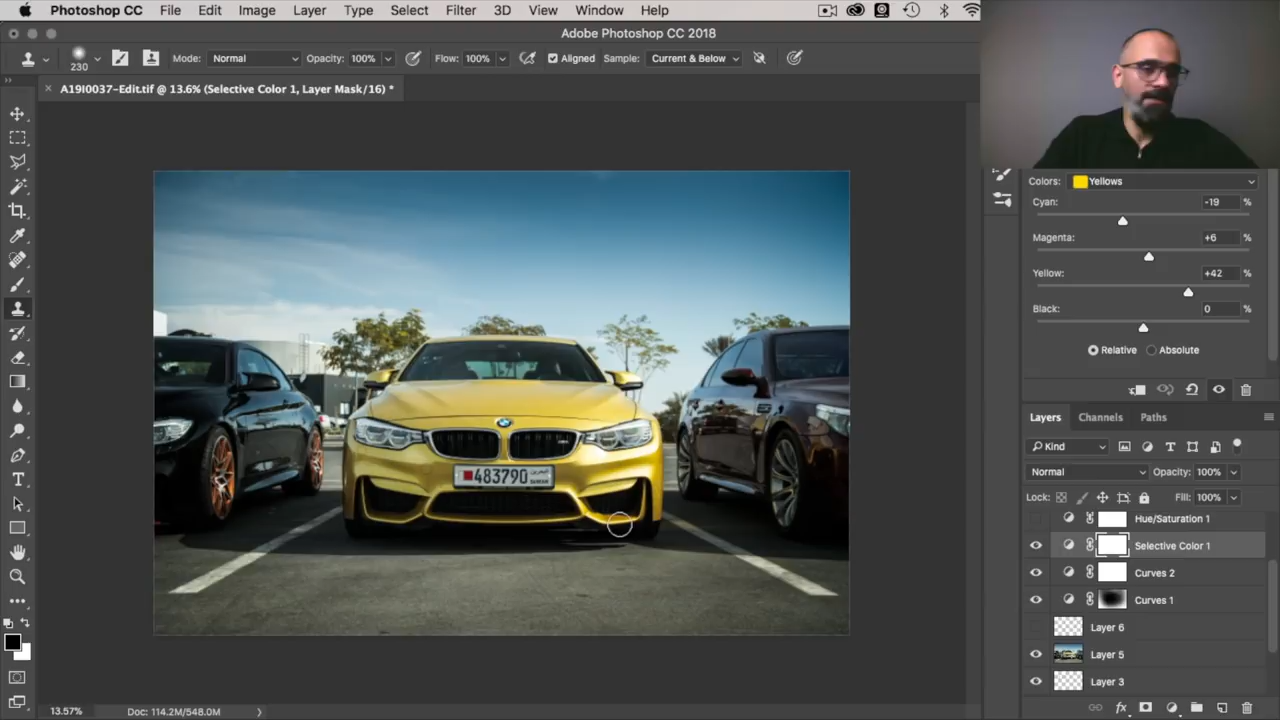 Photoshop CC File Edit Image Layer Type Select Filter 3D View Window Help
Adobe Photoshop CC 2018
230 Mode: Normal Opacity: 100% Flow: 100% Aligned Sample: Current & Below
A19I0037-Edit.tif @ 13.6% (Selective Color 1, Layer Mask/16) *
Colors: Yellows
Cyan: -19 %
Magenta: +6 %
Yellow: +42 %
Black: 0 %
Relative Absolute
Layers Channels Paths
Kind
Normal Opacity: 100%
Lock: Fill: 100%
Hue/Saturation 1
Selective Color 1
Curves 2
Curves 1
Layer 6
Layer 5
Layer 3
483790
13.57% Doc: 114.2M/548.0M